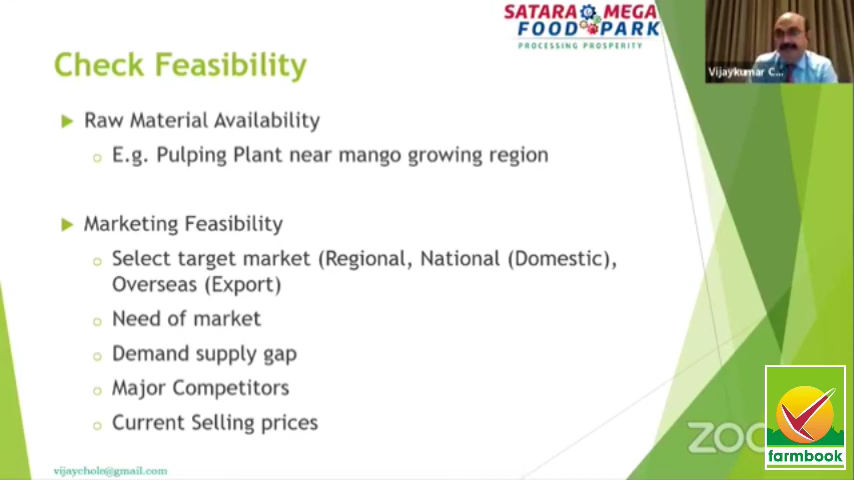 SATARA MEGA
FOOD PARK
PROCESSING PROSPERITY
Vijaykumar C...
Check Feasibility
Raw Material Availability
E.g. Pulping Plant near mango growing region
Marketing Feasibility
Select target market (Regional, National (Domestic),
Overseas (Export)
Need of market
Demand supply gap
Major Competitors
Current Selling prices
vijaychole@gmail.com
farmbook